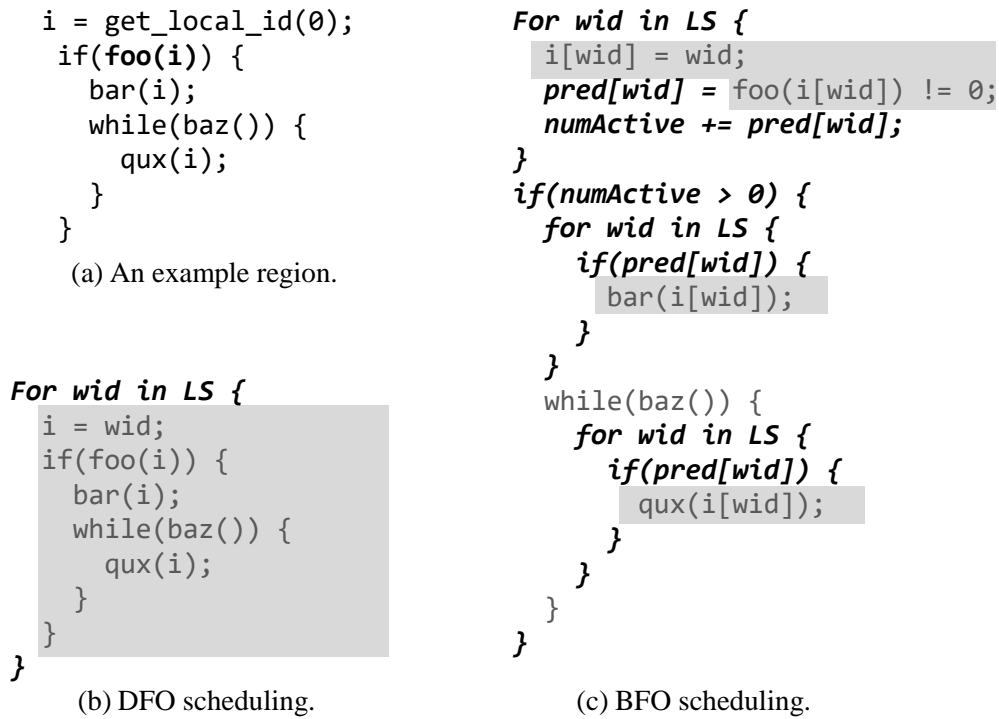 i = get_local_id(0);
if(foo(i)) {
bar(i);
while(baz()) {
qux(i);
}
}
(a) An example region.
For wid in LS {
i = wid;
if(foo(i)) {
bar(i);
while(baz()) {
qux(i);
}
}
}
(b) DFO scheduling.
For wid in LS {
i[wid] = wid;
pred[wid] = foo(i[wid]) != 0;
numActive += pred[wid];
}
if(numActive > 0) {
for wid in LS {
if(pred[wid]) {
bar(i[wid]);
}
}
while(baz()) {
for wid in LS {
if(pred[wid]) {
qux(i[wid]);
}
}
}
}
(c) BFO scheduling.